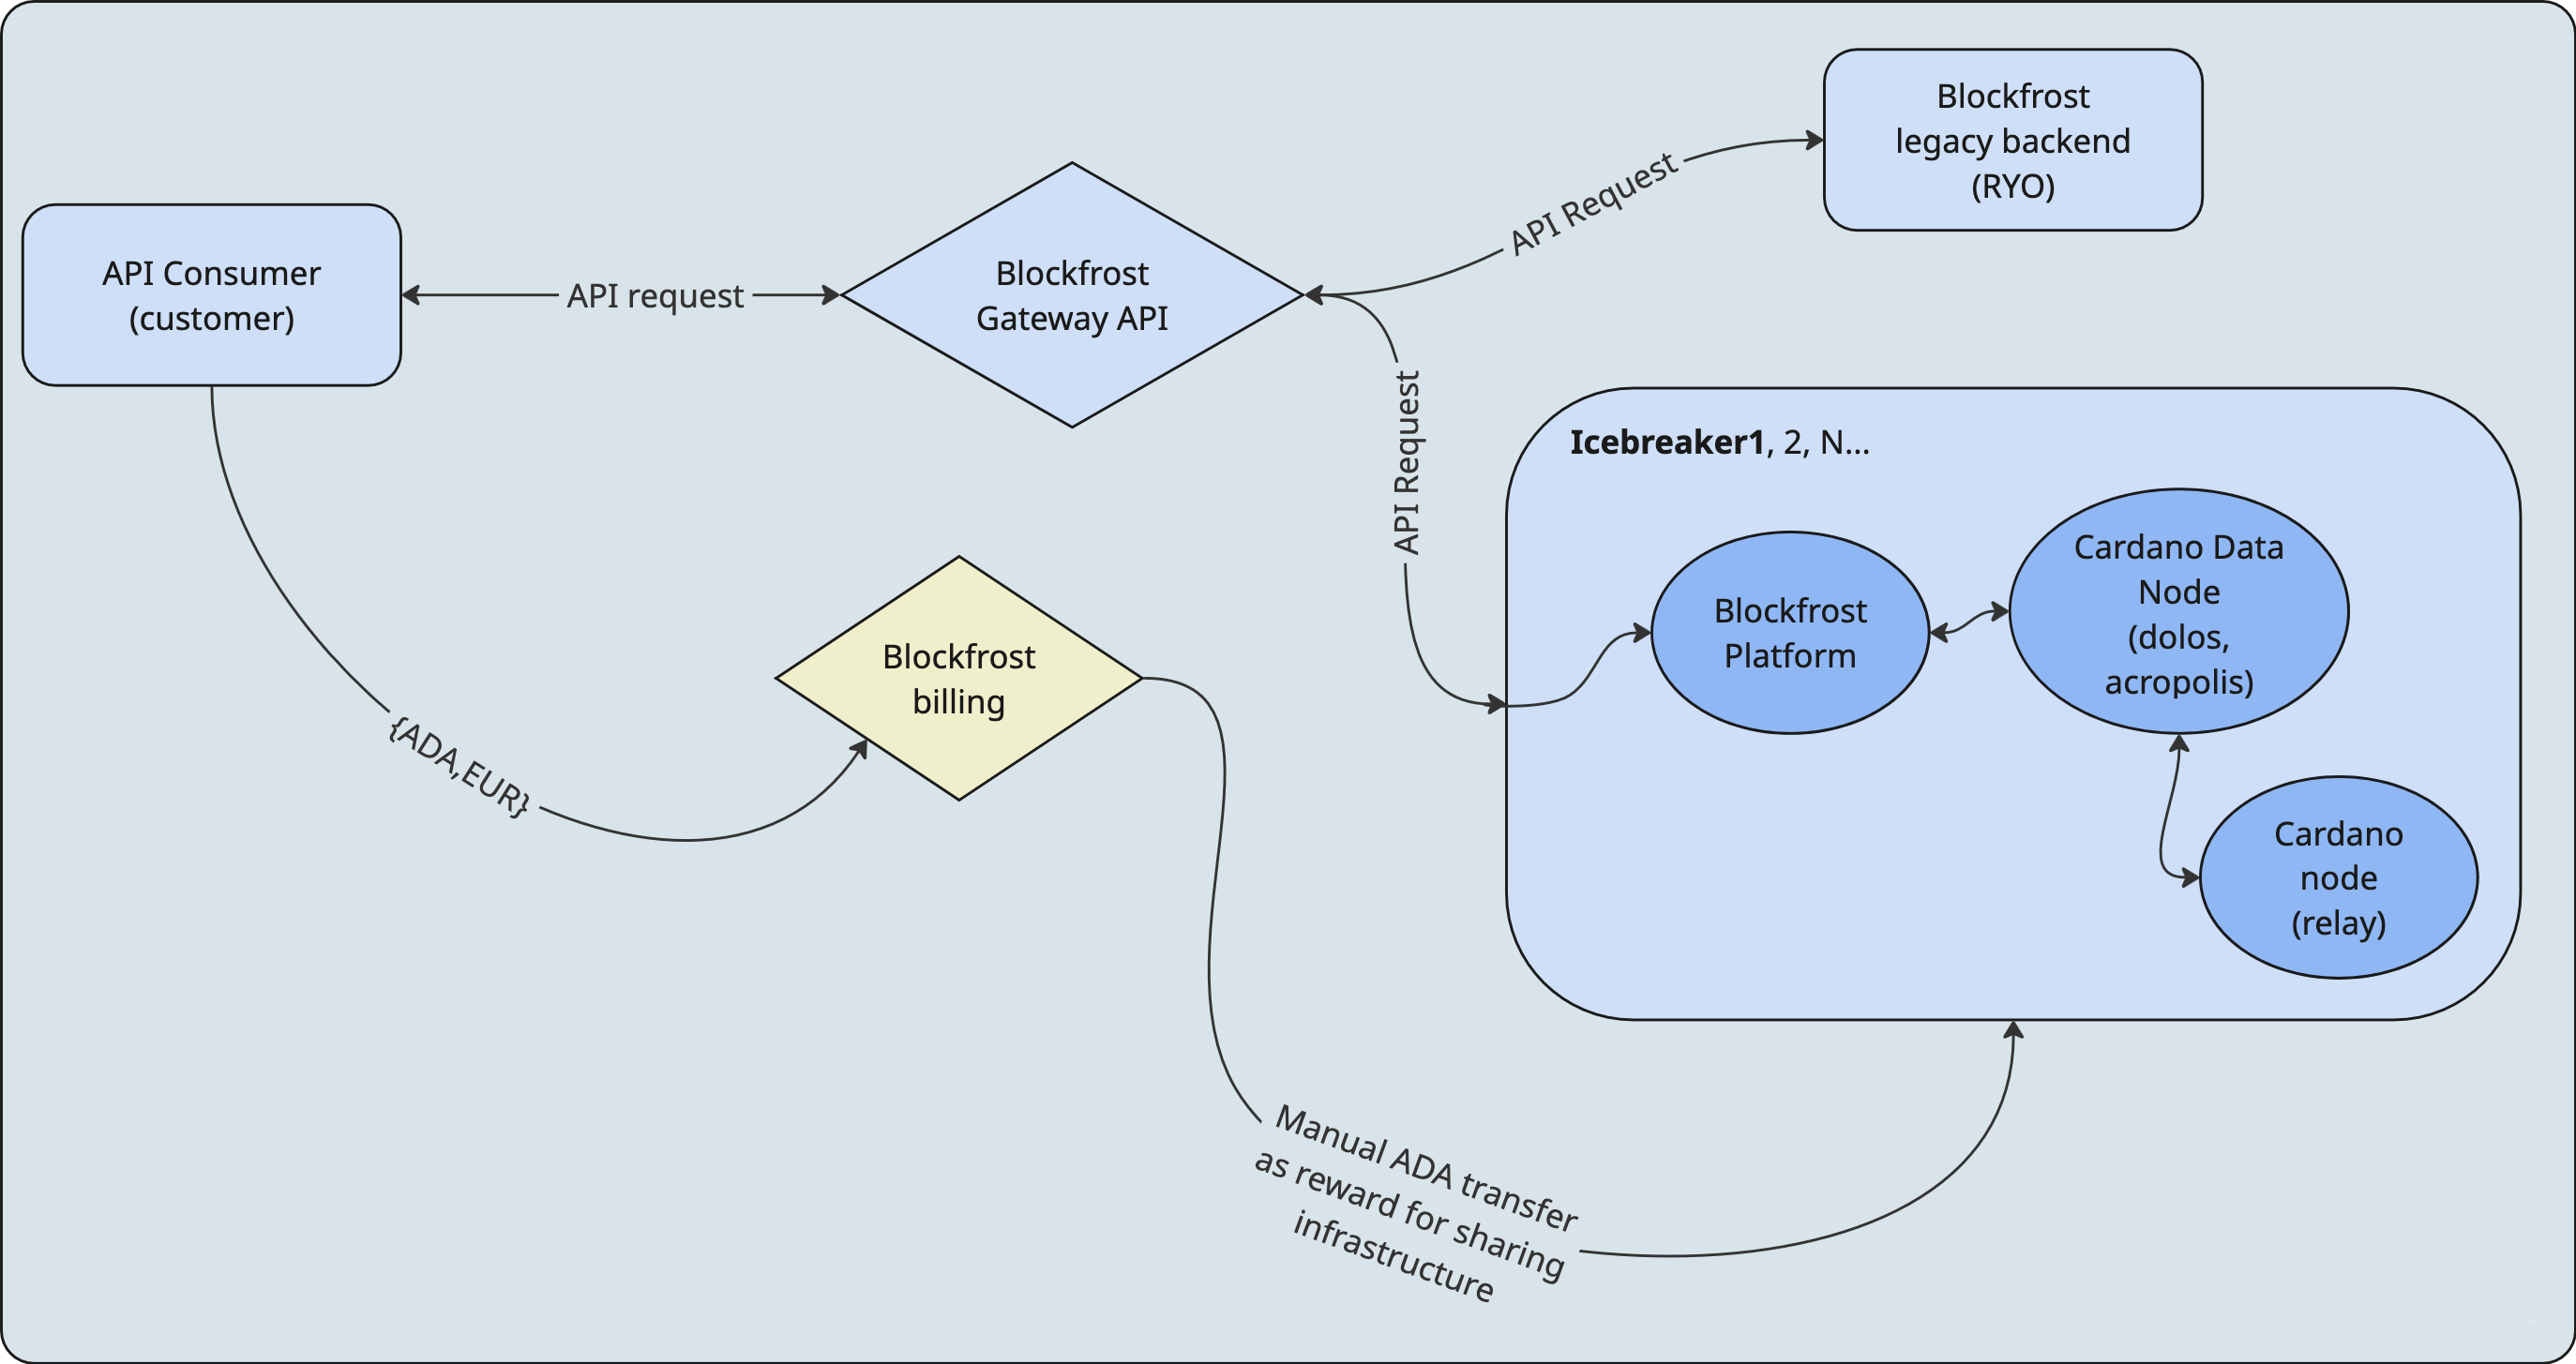 Blockfrost
legacy backend
(RYO)
API Request
API Consumer
(customer)
API request
Blockfrost
Gateway API
API Request
Icebreaker1, 2, N...
Blockfrost
Platform
Cardano Data
Node
(dolos,
acropolis)
Cardano
node
(relay)
Blockfrost
billing
{ADA,EUR}
Manual ADA transfer
as reward for sharing
infrastructure